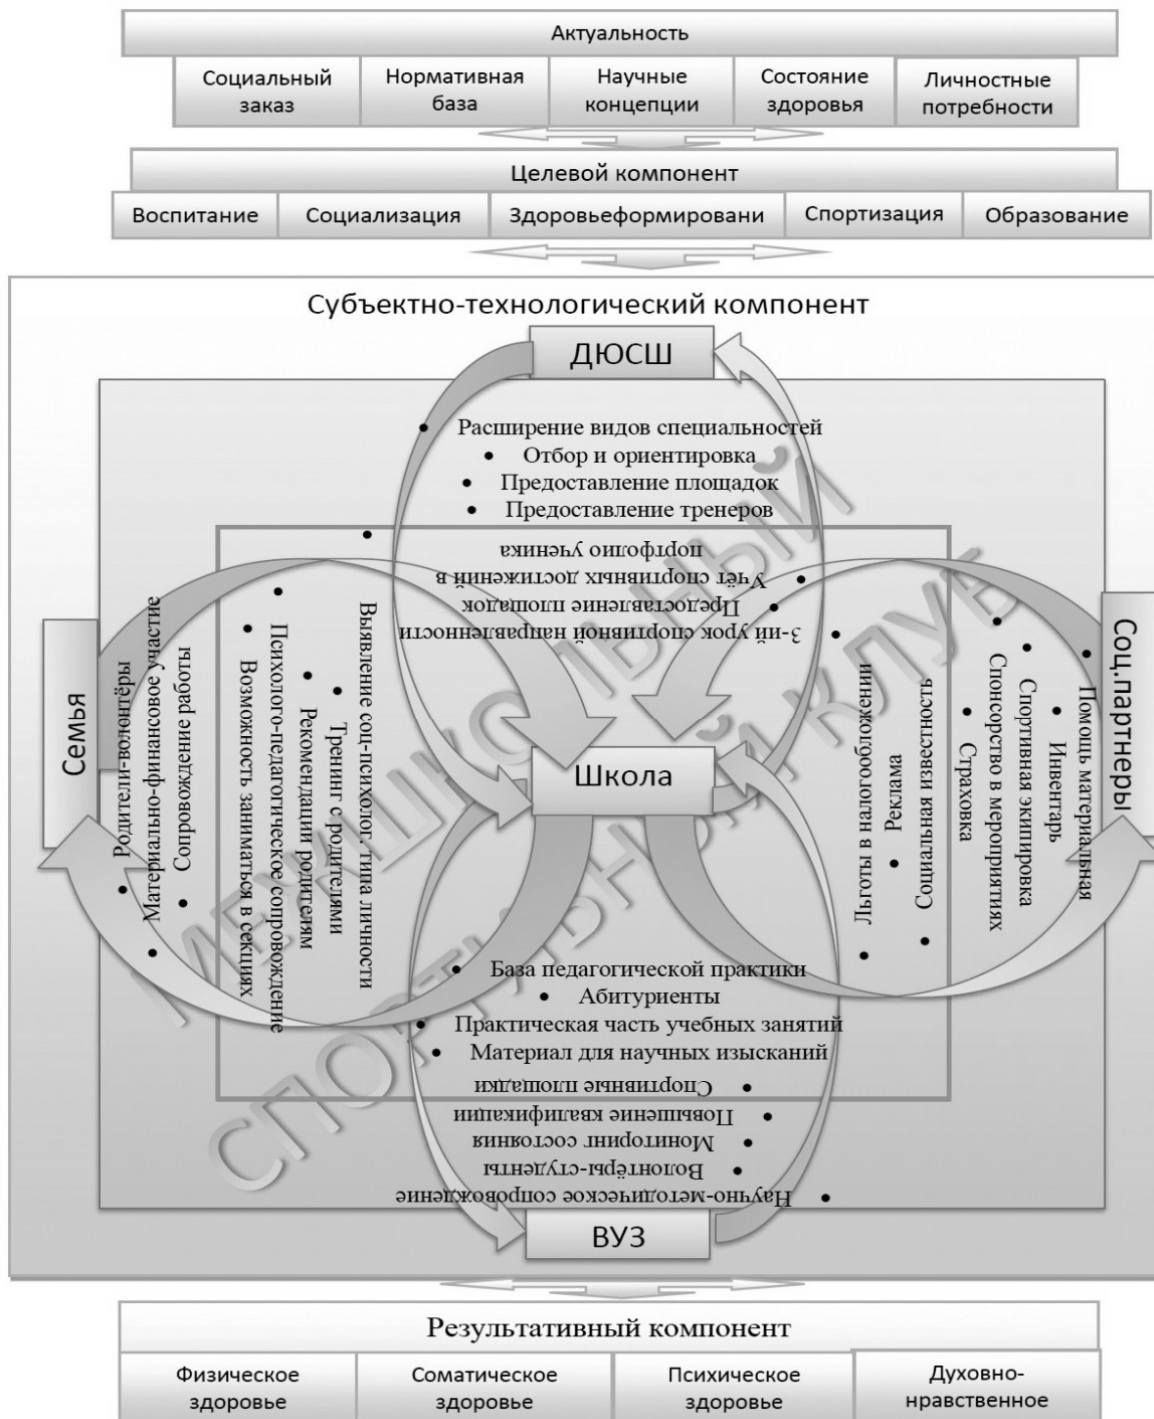 Актуальность
Социальный
заказ
Нормативная
база
Научные
концепции
Состояние
здоровья
Личностные
потребности
Целевой компонент
Воспитание
Социализация
Здоровьеформировани
Спортизация
Образование
Субъектно-технологический компонент
ДЮСШ
• Расширение видов специальностей
• Отбор и ориентировка
• Предоставление площадок
• Предоставление тренеров
• 3-ий урок спортивной направленности
• Предоставление площадок
• Учёт спортивных достижений в
портфолио ученика
Семья
• Родители-волонтёры
• Материально-финансовое участие
• Сопровождение работы
• Выявление соц-психолог. типа личности
• Тренинг с родителями
• Рекомендации родителям
• Психолого-педагогическое сопровождение
• Возможность заниматься в секциях
Школа
• Льготы в налогообложении
• Реклама
• Социальная известность
• Страховка
• Спонсорство в мероприятиях
• Спортивная экипировка
• Инвентарь
• Помощь материальная
Соц.партнеры
МЕЖШКОЛЬНЫЙ
СПОРТИВНЫЙ КЛУБ
• База педагогической практики
• Абитуриенты
• Практическая часть учебных занятий
• Материал для научных изысканий
• Научно-методическое сопровождение
• Волонтёры-студенты
• Мониторинг состояния
• Повышение квалификации
• Спортивные площадки
ВУЗ
Результативный компонент
Физическое
здоровье
Соматическое
здоровье
Психическое
здоровье
Духовно-
нравственное